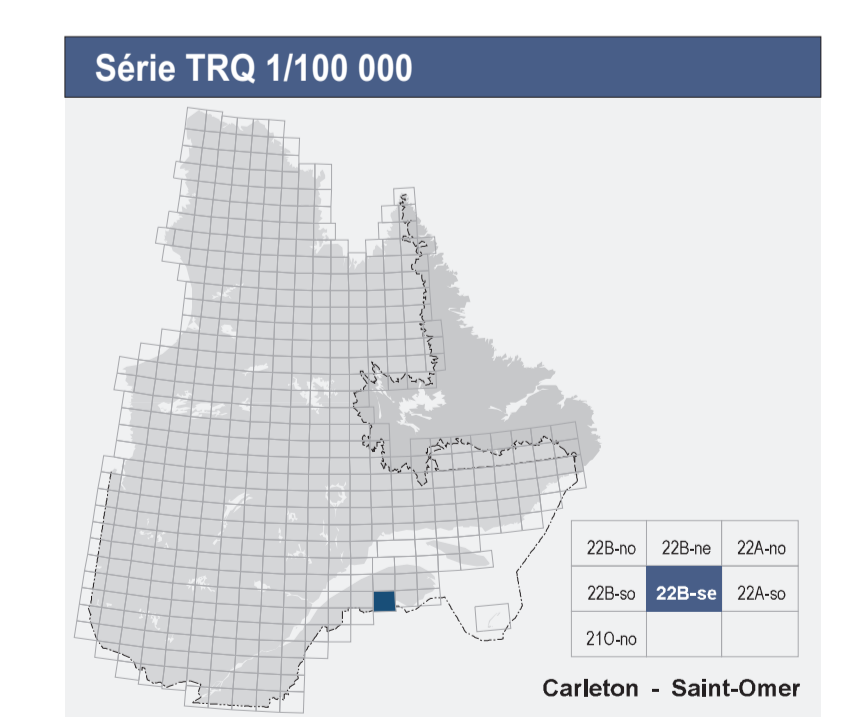 Série TRQ 1/100 000
22B-no 22B-ne 22A-no
22B-so 22B-se 22A-so
21O-no
Carleton - Saint-Omer